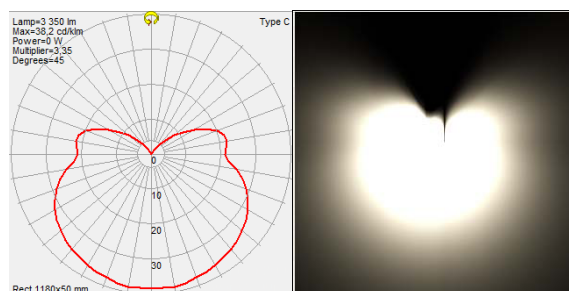 Lamp=3 350 lm
Type C
Max=38,2 cd/klm
Power=0 W
Multiplier=3,35
Degrees=45
0
10
20
30
Rect 1180x50 mm